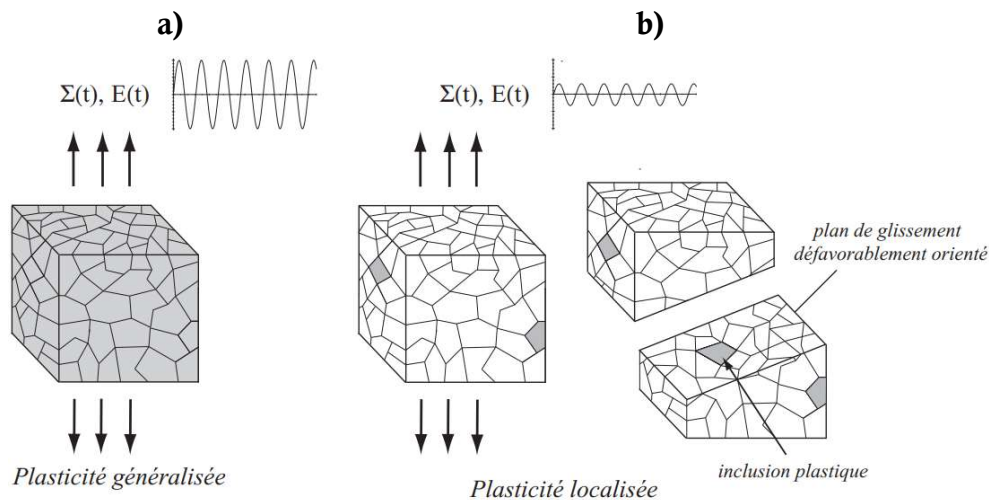 a)
Σ(t), E(t)
Plasticité généralisée
b)
Σ(t), E(t)
plan de glissement
défavorablement orienté
inclusion plastique
Plasticité localisée